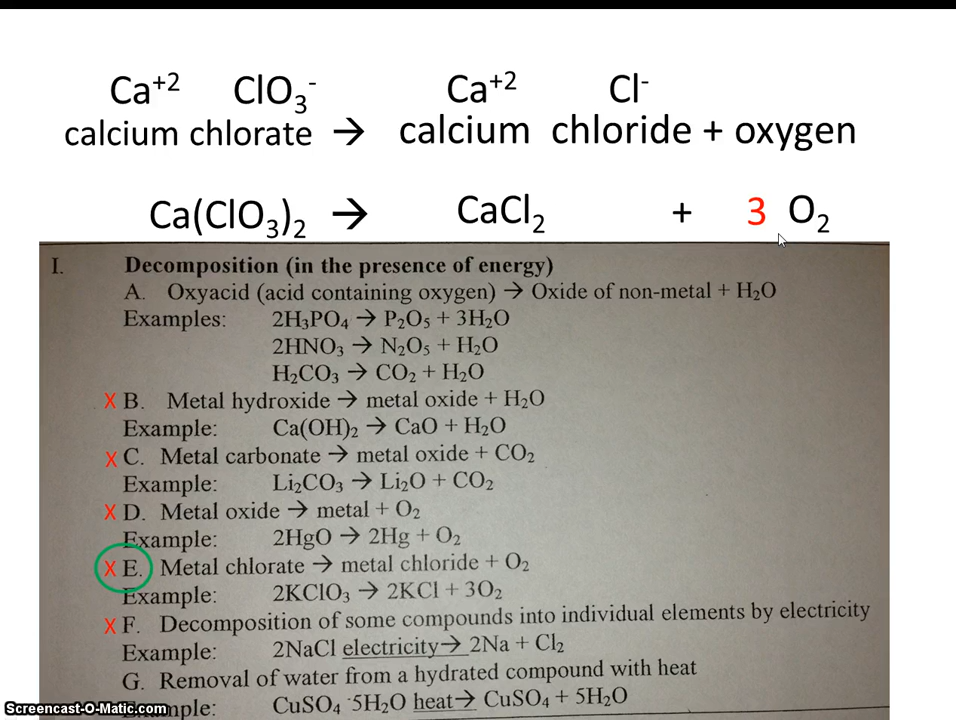 Ca⁺² ClO₃⁻ Ca⁺² Cl⁻
calcium chlorate → calcium chloride + oxygen
Ca(ClO₃)₂ → CaCl₂ + 3 O₂
I. Decomposition (in the presence of energy)
A. Oxyacid (acid containing oxygen) → Oxide of non-metal + H₂O
Examples: 2H₃PO₄ → P₂O₅ + 3H₂O
2HNO₃ → N₂O₅ + H₂O
H₂CO₃ → CO₂ + H₂O
X B. Metal hydroxide → metal oxide + H₂O
Example: Ca(OH)₂ → CaO + H₂O
X C. Metal carbonate → metal oxide + CO₂
Example: Li₂CO₃ → Li₂O + CO₂
X D. Metal oxide → metal + O₂
Example: 2HgO → 2Hg + O₂
X E. Metal chlorate → metal chloride + O₂
Example: 2KClO₃ → 2KCl + 3O₂
X F. Decomposition of some compounds into individual elements by electricity
Example: 2NaCl electricity→ 2Na + Cl₂
G. Removal of water from a hydrated compound with heat
CuSO₄ ·5H₂O heat→ CuSO₄ + 5H₂O
Screencast-O-Matic.com